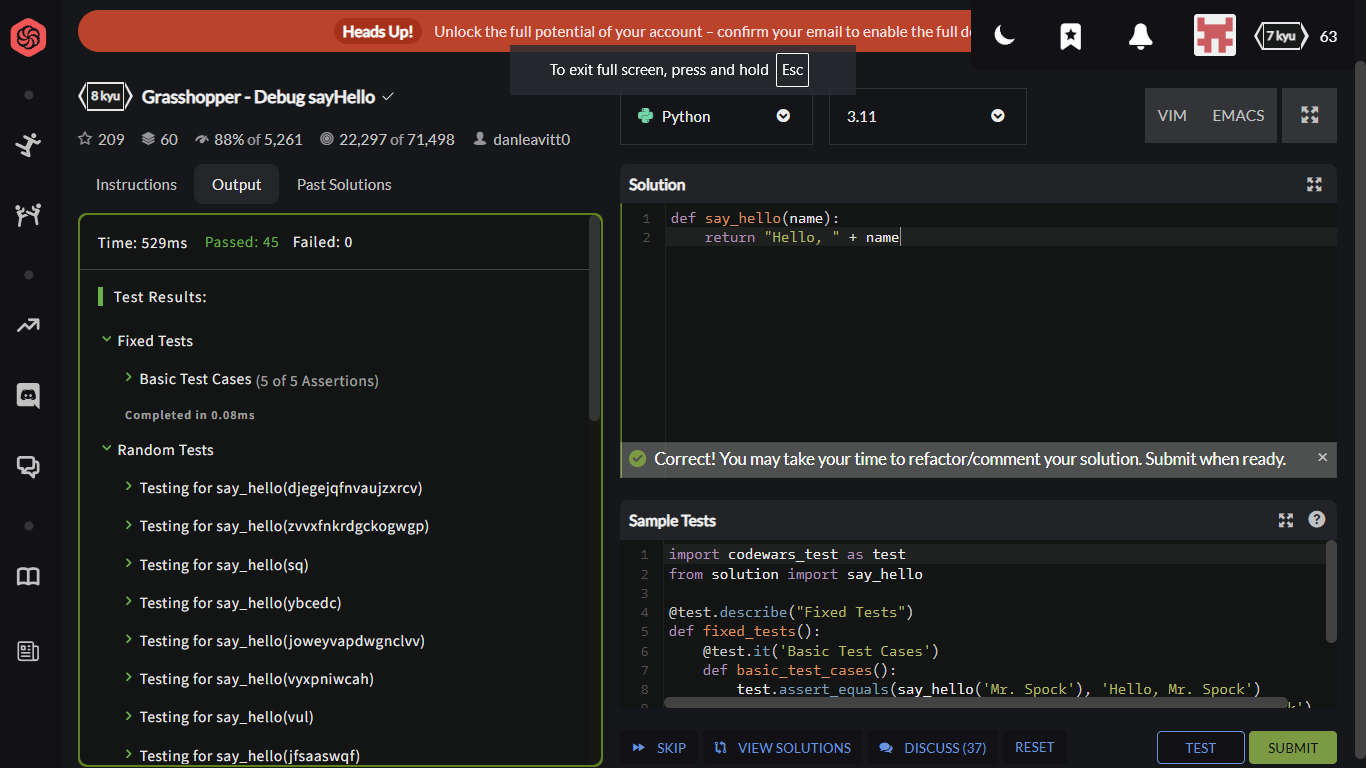 Heads Up! Unlock the full potential of your account – confirm your email to enable the full d
To exit full screen, press and hold Esc
7 kyu 63
8 kyu Grasshopper - Debug sayHello
209 60 88% of 5,261 22,297 of 71,498 danleavitt0
Python 3.11 VIM EMACS
Instructions Output Past Solutions
Time: 529ms Passed: 45 Failed: 0
Test Results:
Fixed Tests
Basic Test Cases (5 of 5 Assertions)
Completed in 0.08ms
Random Tests
Testing for say_hello(djegejqfnvaujzxrcv)
Testing for say_hello(zvvxfnkrdgckogwgp)
Testing for say_hello(sq)
Testing for say_hello(ybcedc)
Testing for say_hello(joweyvapdwgnclvv)
Testing for say_hello(vyxpniwcah)
Testing for say_hello(vul)
Testing for say_hello(jfsaaswqf)
Solution
1 def say_hello(name):
2 return "Hello, " + name
Correct! You may take your time to refactor/comment your solution. Submit when ready.
Sample Tests
1 import codewars_test as test
2 from solution import say_hello
3
4 @test.describe("Fixed Tests")
5 def fixed_tests():
6 @test.it('Basic Test Cases')
7 def basic_test_cases():
8 test.assert_equals(say_hello('Mr. Spock'), 'Hello, Mr. Spock')
SKIP VIEW SOLUTIONS DISCUSS (37) RESET TEST SUBMIT